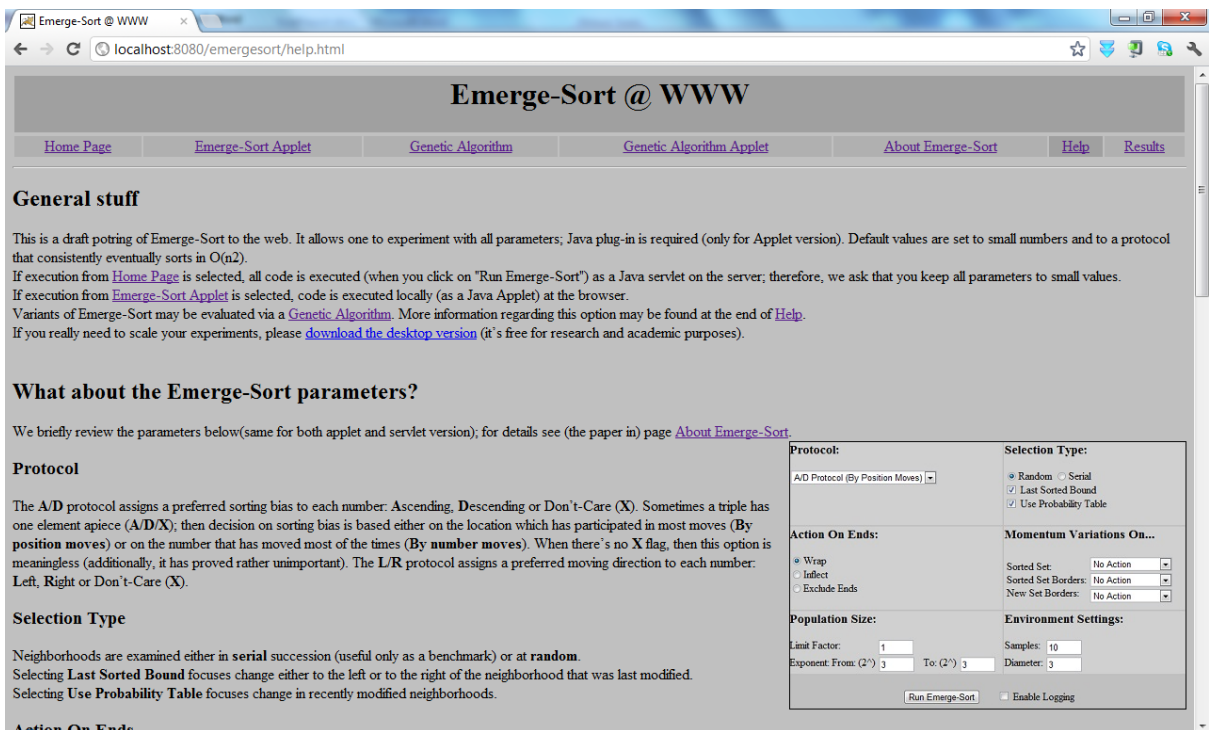 Emerge-Sort @ WWW
localhost:8080/emergesort/help.html
Emerge-Sort @ WWW
Home Page Emerge-Sort Applet Genetic Algorithm Genetic Algorithm Applet About Emerge-Sort Help Results
General stuff
This is a draft potring of Emerge-Sort to the web. It allows one to experiment with all parameters; Java plug-in is required (only for Applet version). Default values are set to small numbers and to a protocol
that consistently eventually sorts in O(n2).
If execution from Home Page is selected, all code is executed (when you click on "Run Emerge-Sort") as a Java servlet on the server; therefore, we ask that you keep all parameters to small values.
If execution from Emerge-Sort Applet is selected, code is executed locally (as a Java Applet) at the browser.
Variants of Emerge-Sort may be evaluated via a Genetic Algorithm. More information regarding this option may be found at the end of Help.
If you really need to scale your experiments, please download the desktop version (it's free for research and academic purposes).
What about the Emerge-Sort parameters?
We briefly review the parameters below(same for both applet and servlet version); for details see (the paper in) page About Emerge-Sort.
Protocol
The A/D protocol assigns a preferred sorting bias to each number: Ascending, Descending or Don't-Care (X). Sometimes a triple has
one element apiece (A/D/X); then decision on sorting bias is based either on the location which has participated in most moves (By
position moves) or on the number that has moved most of the times (By number moves). When there's no X flag, then this option is
meaningless (additionally, it has proved rather unimportant). The L/R protocol assigns a preferred moving direction to each number:
Left, Right or Don't-Care (X).
Selection Type
Neighborhoods are examined either in serial succession (useful only as a benchmark) or at random.
Selecting Last Sorted Bound focuses change either to the left or to the right of the neighborhood that was last modified.
Selecting Use Probability Table focuses change in recently modified neighborhoods.
Action On Ends
Protocol:
A/D Protocol (By Position Moves)
Selection Type:
Random Serial
Last Sorted Bound
Use Probability Table
Action On Ends:
Wrap
Inflect
Exclude Ends
Momentum Variations On...
Sorted Set: No Action
Sorted Set Borders: No Action
New Set Borders: No Action
Population Size:
Limit Factor: 1
Exponent: From: (2^) 3 To: (2^) 3
Environment Settings:
Samples: 10
Diameter: 3
Run Emerge-Sort Enable Logging